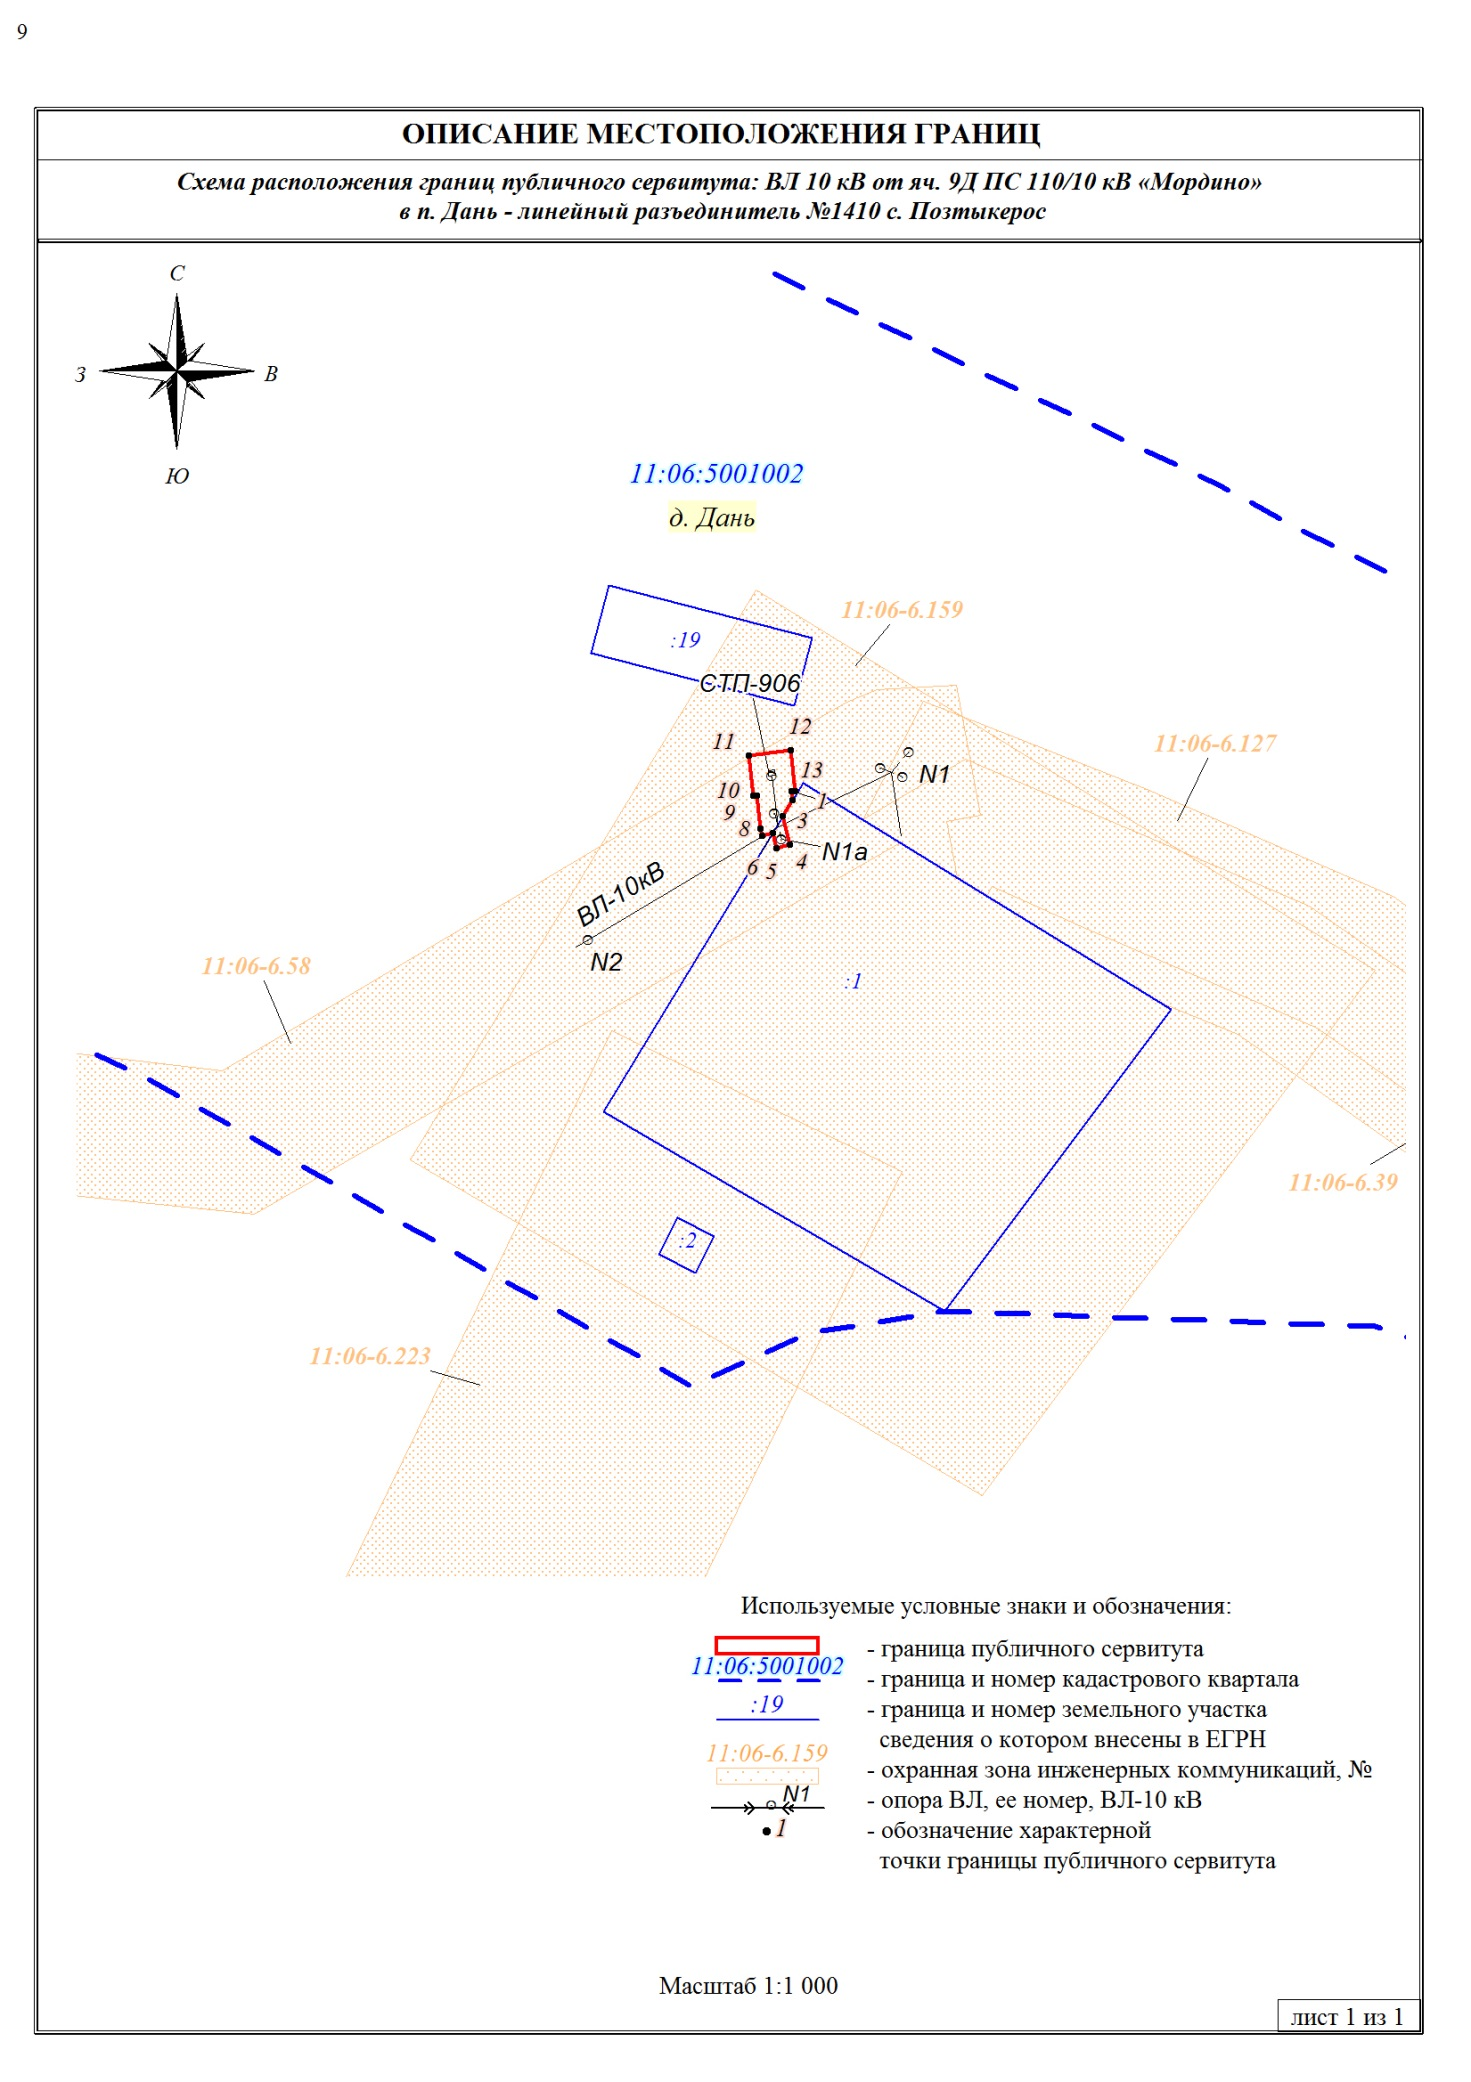 9
ОПИСАНИЕ МЕСТОПОЛОЖЕНИЯ ГРАНИЦ
Схема расположения границ публичного сервитута: ВЛ 10 кВ от яч. 9Д ПС 110/10 кВ «Мордино»
в п. Дань - линейный разъединитель №1410 с. Позтыкерос
С
З
В
Ю
11:06:5001002
д. Дань
11:06-6.159
:19
СТП-906
12
11
11:06-6.127
13
N1
10
1
9
3
8
N1а
4
6
5
ВЛ-10кВ
N2
11:06-6.58
:1
11:06-6.39
:2
11:06-6.223
Используемые условные знаки и обозначения:
- граница публичного сервитута
11:06:5001002
- граница и номер кадастрового квартала
:19
- граница и номер земельного участка
сведения о котором внесены в ЕГРН
11:06-6.159
- охранная зона инженерных коммуникаций, №
N1
- опора ВЛ, ее номер, ВЛ-10 кВ
1
- обозначение характерной
точки границы публичного сервитута
Масштаб 1:1 000
лист 1 из 1